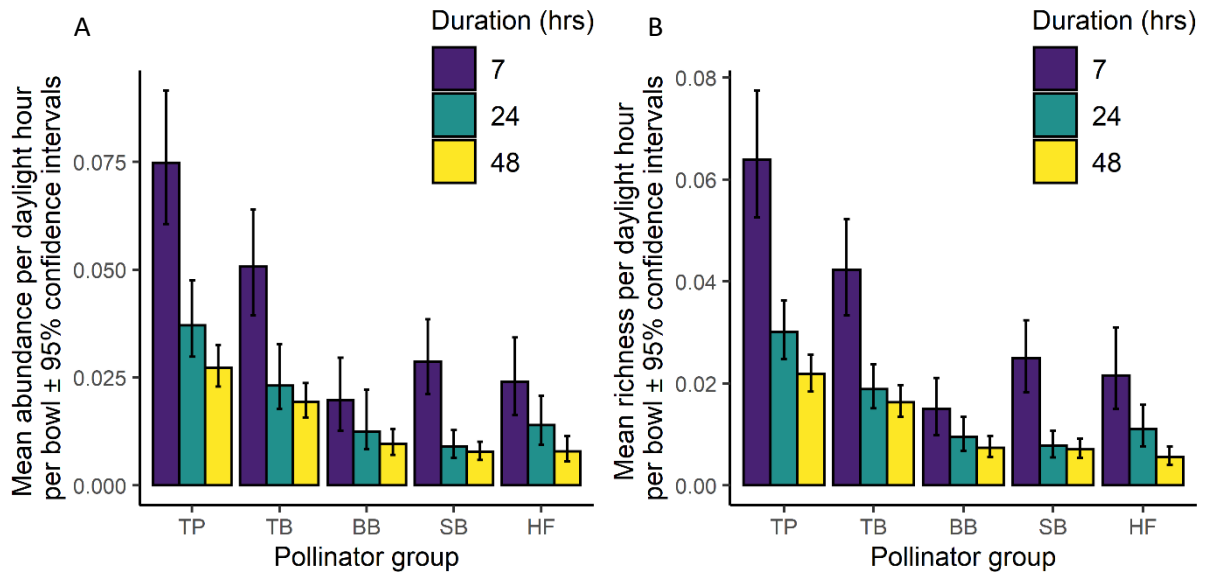 A
Duration (hrs)
7
24
48
Mean abundance per daylight hour
per bowl ± 95% confidence intervals
0.075
0.050
0.025
0.000
TP TB BB SB HF
Pollinator group
B
Duration (hrs)
7
24
48
Mean richness per daylight hour
per bowl ± 95% confidence intervals
0.08
0.06
0.04
0.02
0.00
TP TB BB SB HF
Pollinator group